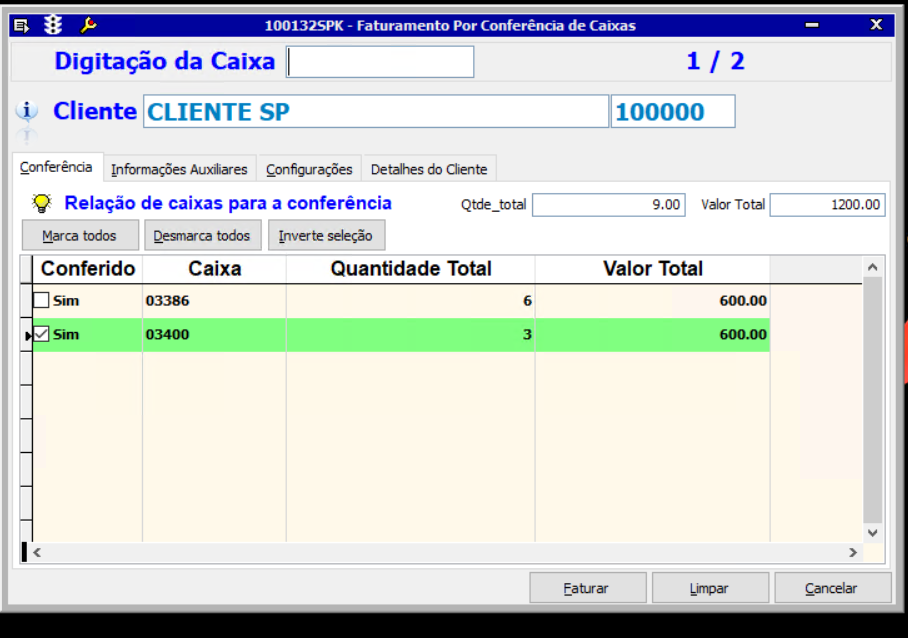 100132SPK - Faturamento Por Conferência de Caixas
Digitação da Caixa 1 / 2
Cliente CLIENTE SP 100000
Conferência Informações Auxiliares Configurações Detalhes do Cliente
Relação de caixas para a conferência Qtde_total 9.00 Valor Total 1200.00
Marca todos Desmarca todos Inverte seleção
Conferido Caixa Quantidade Total Valor Total
Sim 03386 6 600.00
Sim 03400 3 600.00
Faturar Limpar Cancelar